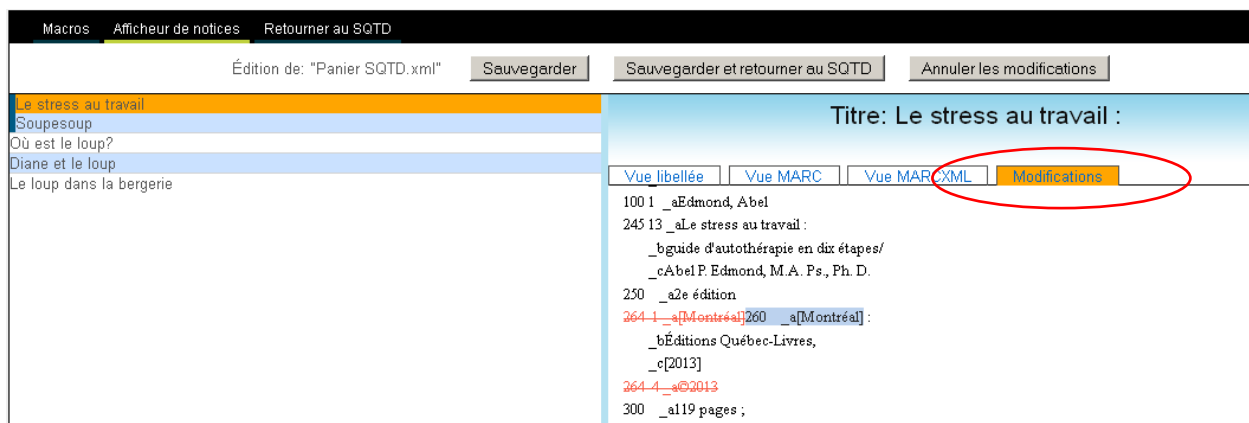 Macros Afficheur de notices Retourner au SQTD
Édition de: "Panier SQTD.xml" Sauvegarder Sauvegarder et retourner au SQTD Annuler les modifications
Le stress au travail
Soupesoup
Où est le loup?
Diane et le loup
Le loup dans la bergerie
Titre: Le stress au travail :
Vue libellée Vue MARC Vue MARCXML Modifications
100 1 _aEdmond, Abel
245 13 _aLe stress au travail :
_bguide d'autothérapie en dix étapes/
_cAbel P. Edmond, M.A. Ps., Ph. D.
250 _a2e édition
264 1 _a[Montréal]260 _a[Montréal] :
_bÉditions Québec-Livres,
_c[2013]
264 4 _a©2013
300 _a119 pages ;